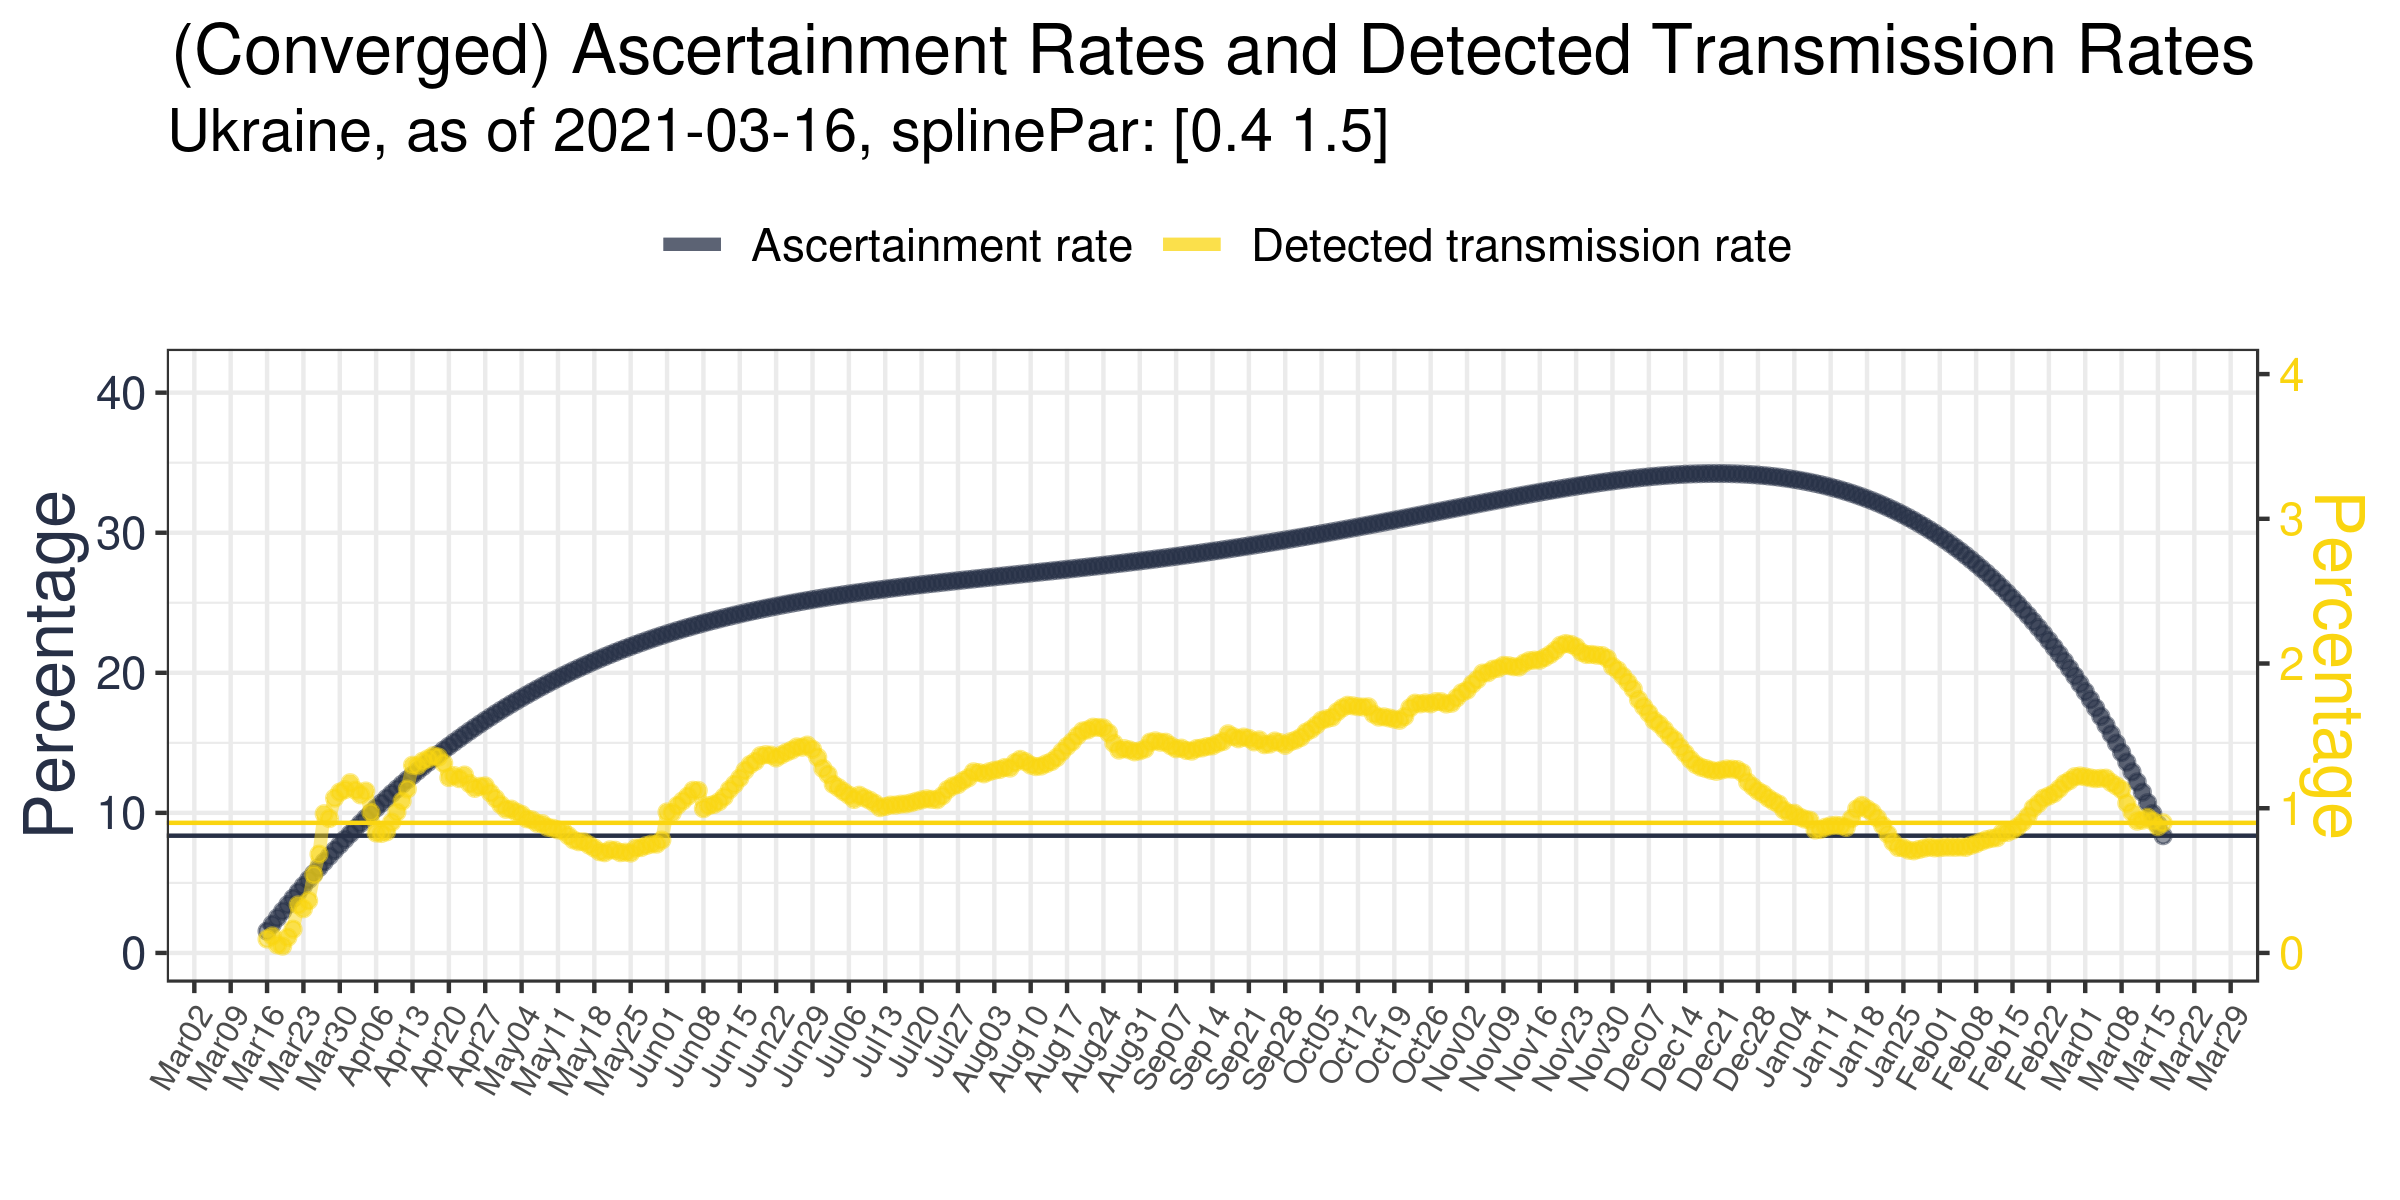 (Converged) Ascertainment Rates and Detected Transmission Rates
Ukraine, as of 2021-03-16, splinePar: [0.4 1.5]
Ascertainment rate Detected transmission rate
Percentage
40
30
20
10
0
4
3
2
1
0
Percentage
Mar02 Mar09 Mar16 Mar23 Mar30 Apr06 Apr13 Apr20 Apr27 May04 May11 May18 May25 Jun01 Jun08 Jun15 Jun22 Jun29 Jul06 Jul13 Jul20 Jul27 Aug03 Aug10 Aug17 Aug24 Aug31 Sep07 Sep14 Sep21 Sep28 Oct05 Oct12 Oct19 Oct26 Nov02 Nov09 Nov16 Nov23 Nov30 Dec07 Dec14 Dec21 Dec28 Jan04 Jan11 Jan18 Jan25 Feb01 Feb08 Feb15 Feb22 Mar01 Mar08 Mar15 Mar22 Mar29